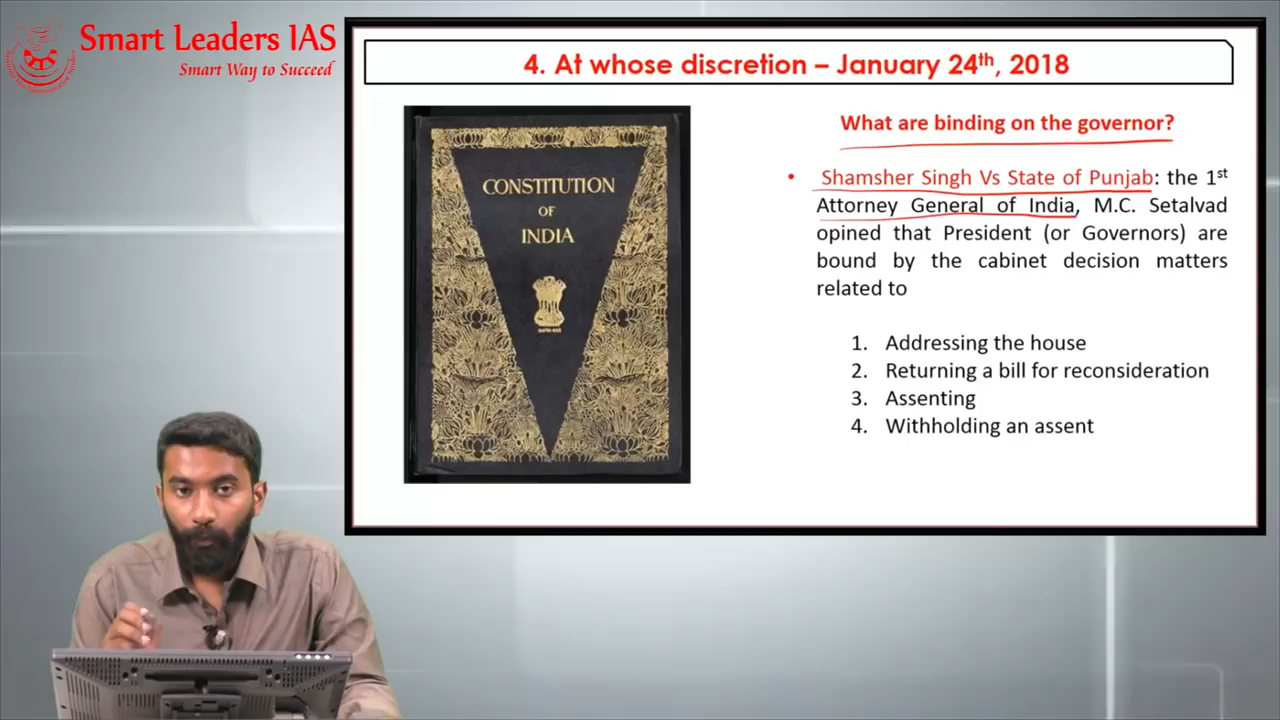 Smart Leaders IAS
Smart Way to Succeed
4. At whose discretion – January 24th, 2018
CONSTITUTION
OF
INDIA
What are binding on the governor?
• Shamsher Singh Vs State of Punjab: the 1st
Attorney General of India, M.C. Setalvad
opined that President (or Governors) are
bound by the cabinet decision matters
related to
1. Addressing the house
2. Returning a bill for reconsideration
3. Assenting
4. Withholding an assent